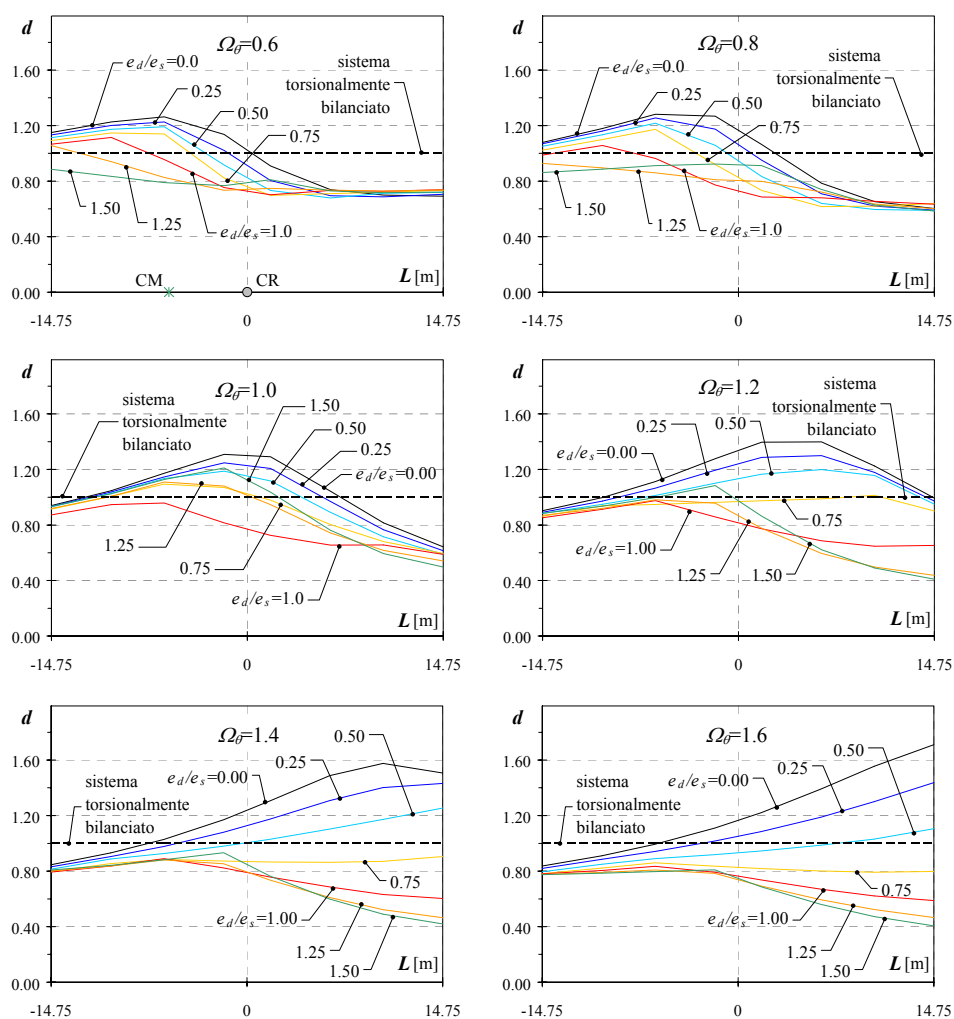 d
Ωθ=0.6
1.60
1.20
0.80
0.40
0.00
ed/es=0.0
0.25
0.50
0.75
sistema
torsionalmente
bilanciato
1.50
1.25
ed/es=1.0
CM
CR
L [m]
-14.75
0
14.75
d
Ωθ=0.8
1.60
1.20
0.80
0.40
0.00
ed/es=0.0
0.25
0.50
0.75
sistema
torsionalmente
bilanciato
1.50
1.25
ed/es=1.0
L [m]
-14.75
0
14.75
d
Ωθ=1.0
1.60
1.20
0.80
0.40
0.00
sistema
torsionalmente
bilanciato
1.50
0.50
0.25
ed/es=0.00
1.25
0.75
ed/es=1.0
L [m]
-14.75
0
14.75
d
Ωθ=1.2
1.60
1.20
0.80
0.40
0.00
sistema
torsionalmente
bilanciato
0.25
0.50
ed/es=0.00
0.75
ed/es=1.00
1.25
1.50
L [m]
-14.75
0
14.75
d
Ωθ=1.4
1.60
1.20
0.80
0.40
0.00
0.50
0.25
ed/es=0.00
sistema
torsionalmente
bilanciato
0.75
ed/es=1.00
1.25
1.50
L [m]
-14.75
0
14.75
d
Ωθ=1.6
1.60
1.20
0.80
0.40
0.00
0.50
0.25
ed/es=0.00
sistema
torsionalmente
bilanciato
0.75
ed/es=1.00
1.25
1.50
L [m]
-14.75
0
14.75